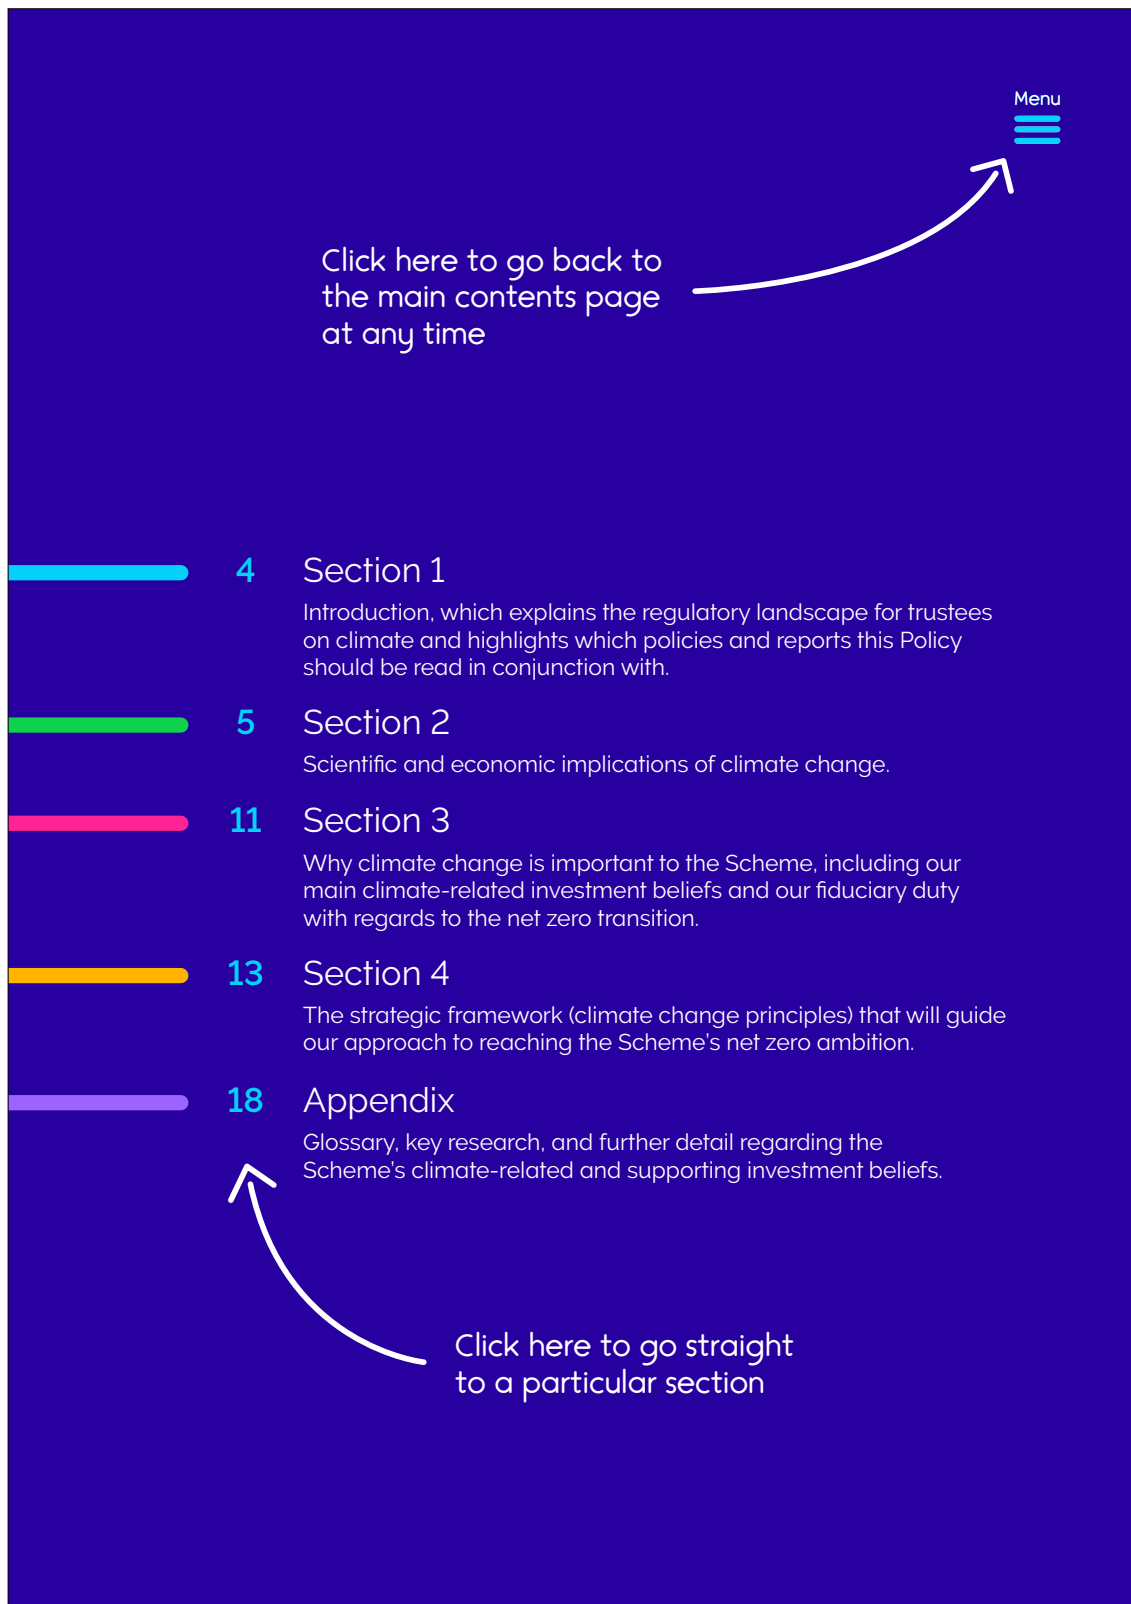 Menu
Click here to go back to
the main contents page
at any time
4 Section 1
Introduction, which explains the regulatory landscape for trustees
on climate and highlights which policies and reports this Policy
should be read in conjunction with.
5 Section 2
Scientific and economic implications of climate change.
11 Section 3
Why climate change is important to the Scheme, including our
main climate-related investment beliefs and our fiduciary duty
with regards to the net zero transition.
13 Section 4
The strategic framework (climate change principles) that will guide
our approach to reaching the Scheme's net zero ambition.
18 Appendix
Glossary, key research, and further detail regarding the
Scheme's climate-related and supporting investment beliefs.
Click here to go straight
to a particular section